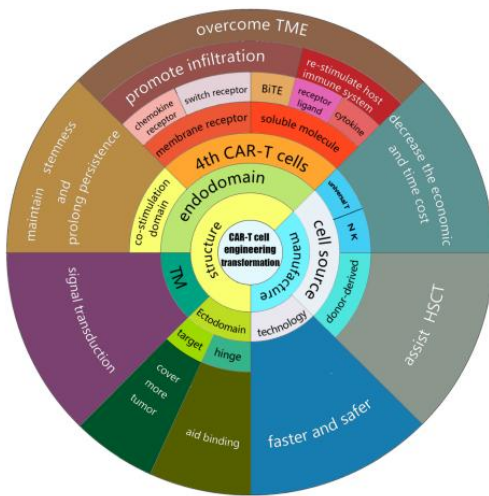 overcome TME
promote infiltration
re-stimulate host
immune system
chemokine
receptor
switch receptor
BiTE
receptor
ligand
cytokine
membrane receptor
soluble molecule
4th CAR-T cells
maintain stemness
and
prolong persistence
co-stimulation
domain
endodomain
universal T
NK
decrease the economic
and time cost
structure
CAR-T cell
engineering
transformation
manufacture
cell source
donor-derived
assist HSCT
signal transduction
TM
Ectodomain
target
hinge
technology
cover
more
tumor
aid binding
faster and safer